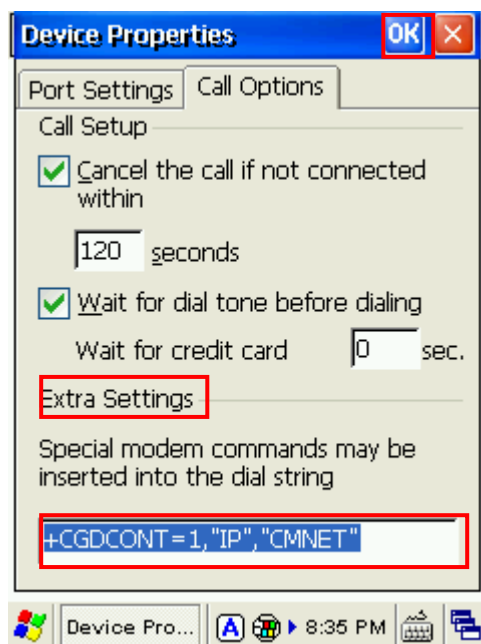 Device Properties OK ×
Port Settings Call Options
Call Setup
Cancel the call if not connected
within
120 seconds
Wait for dial tone before dialing
Wait for credit card 0 sec.
Extra Settings
Special modem commands may be
inserted into the dial string
+CGDCONT=1,"IP","CMNET"
Device Pro... A 8:35 PM